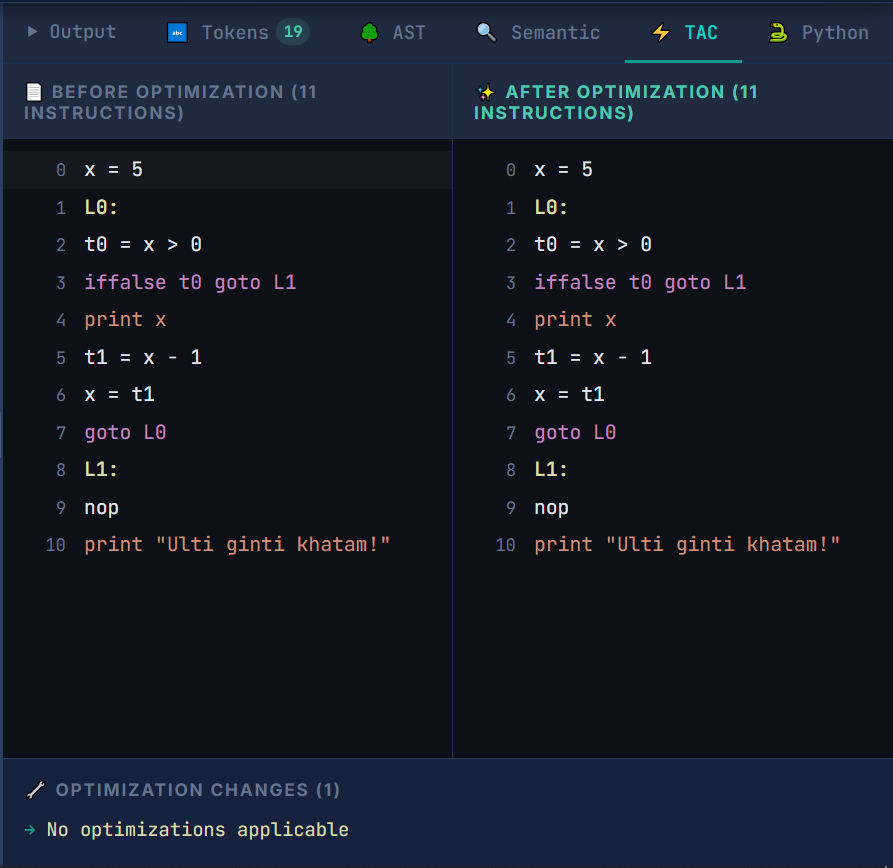 Output Tokens 19 AST Semantic TAC Python
BEFORE OPTIMIZATION (11
INSTRUCTIONS)
0 x = 5
1 L0:
2 t0 = x > 0
3 iffalse t0 goto L1
4 print x
5 t1 = x - 1
6 x = t1
7 goto L0
8 L1:
9 nop
10 print "Ulti ginti khatam!"
AFTER OPTIMIZATION (11
INSTRUCTIONS)
0 x = 5
1 L0:
2 t0 = x > 0
3 iffalse t0 goto L1
4 print x
5 t1 = x - 1
6 x = t1
7 goto L0
8 L1:
9 nop
10 print "Ulti ginti khatam!"
OPTIMIZATION CHANGES (1)
→ No optimizations applicable